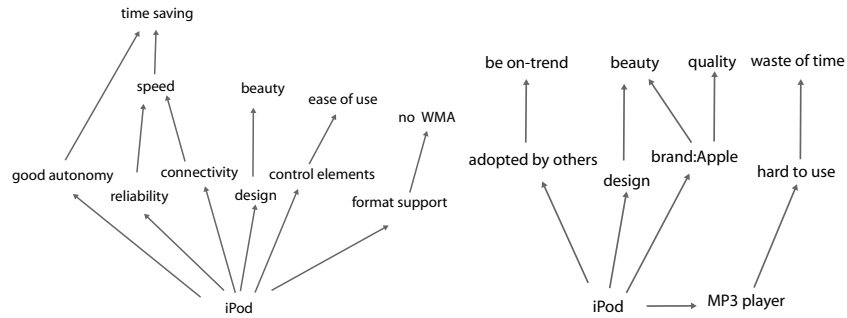 time saving
speed
beauty
ease of use
no WMA
good autonomy
reliability
connectivity
design
control elements
format support
iPod
be on-trend
beauty
quality
waste of time
adopted by others
design
brand:Apple
hard to use
iPod
MP3 player